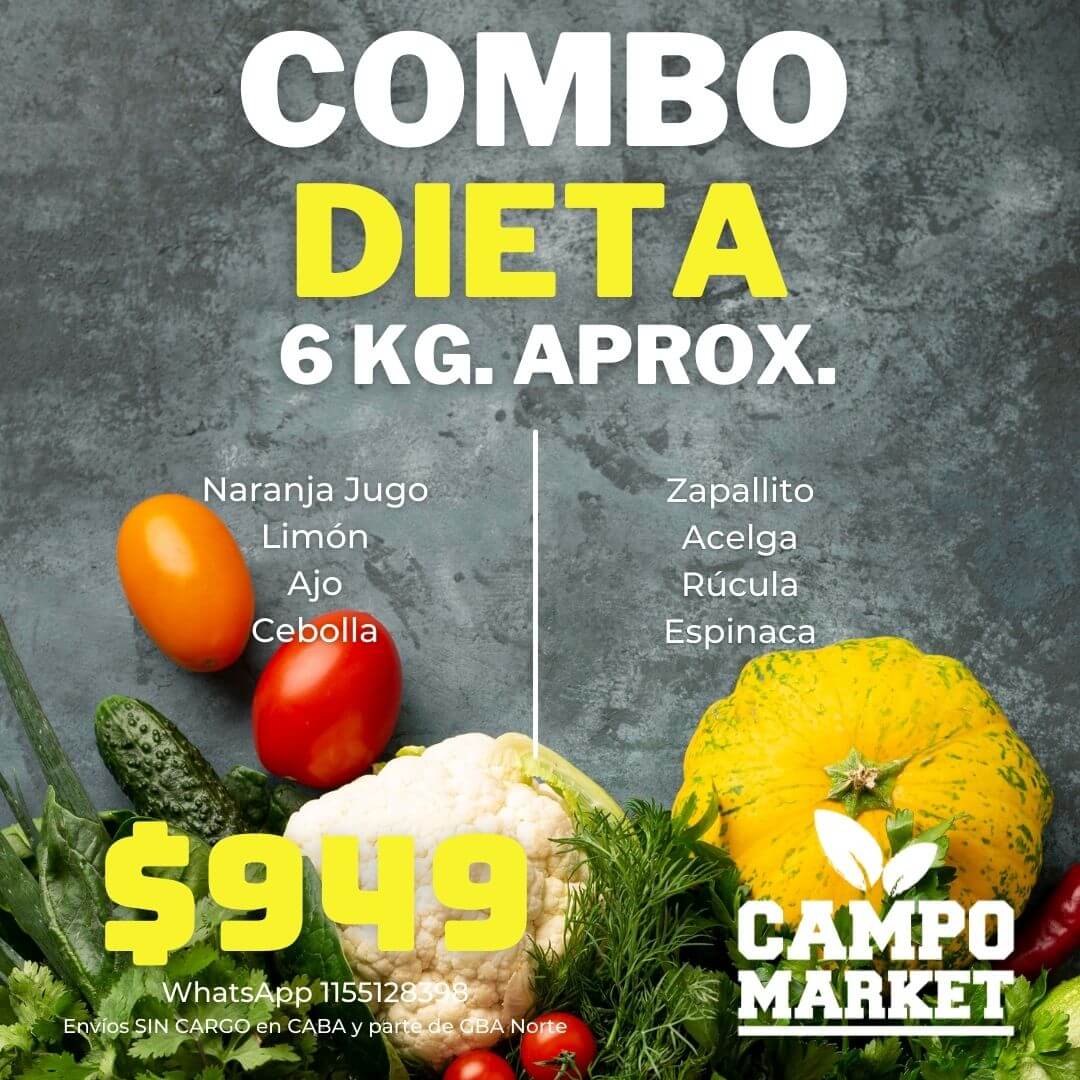 COMBO
DIETA
6 KG. APROX.
Naranja Jugo
Limón
Ajo
Cebolla
Zapallito
Acelga
Rúcula
Espinaca
$949
WhatsApp 1155128398
Envíos SIN CARGO en CABA y parte de GBA Norte
CAMPO
MARKET